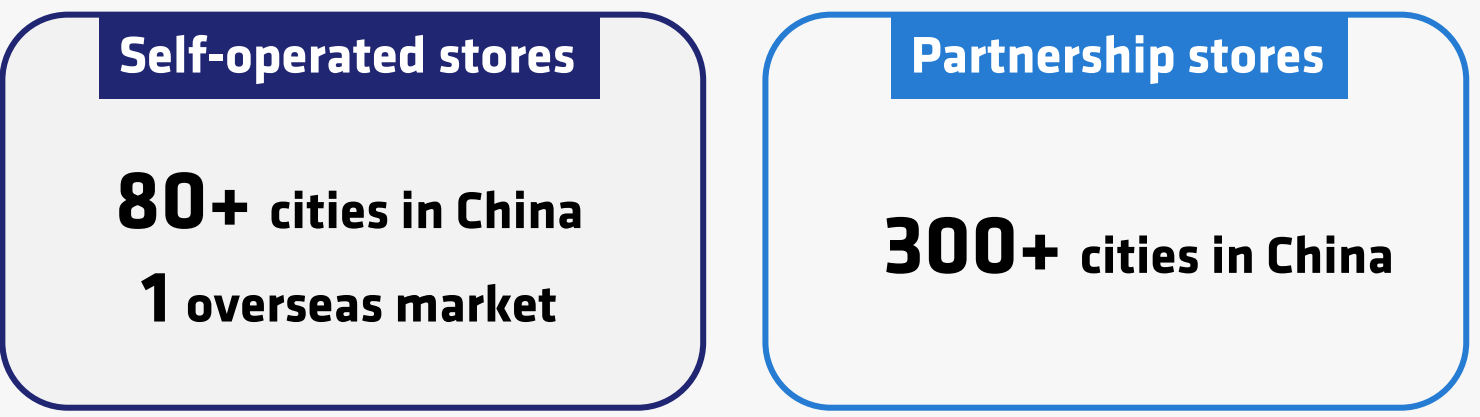 Self-operated stores
80+ cities in China
1 overseas market
Partnership stores
300+ cities in China